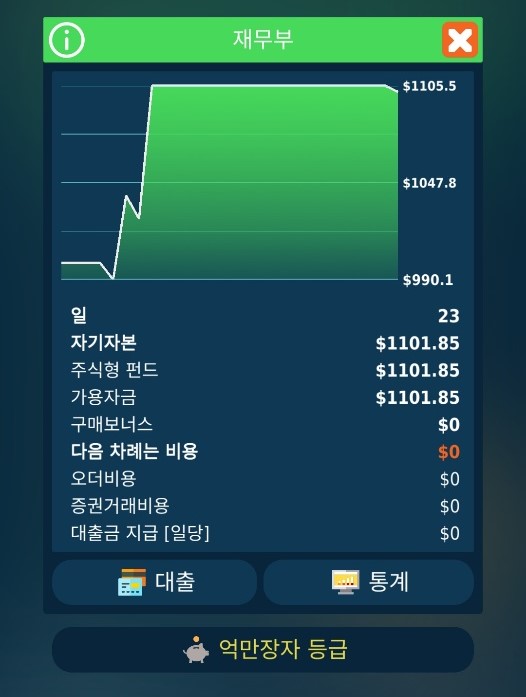 재무부
$1105.5
$1047.8
$990.1
일 23
자기자본 $1101.85
주식형 펀드 $1101.85
가용자금 $1101.85
구매보너스 $0
다음 차례는 비용 $0
오더비용 $0
증권거래비용 $0
대출금 지급 [일당] $0
대출 통계
억만장자 등급